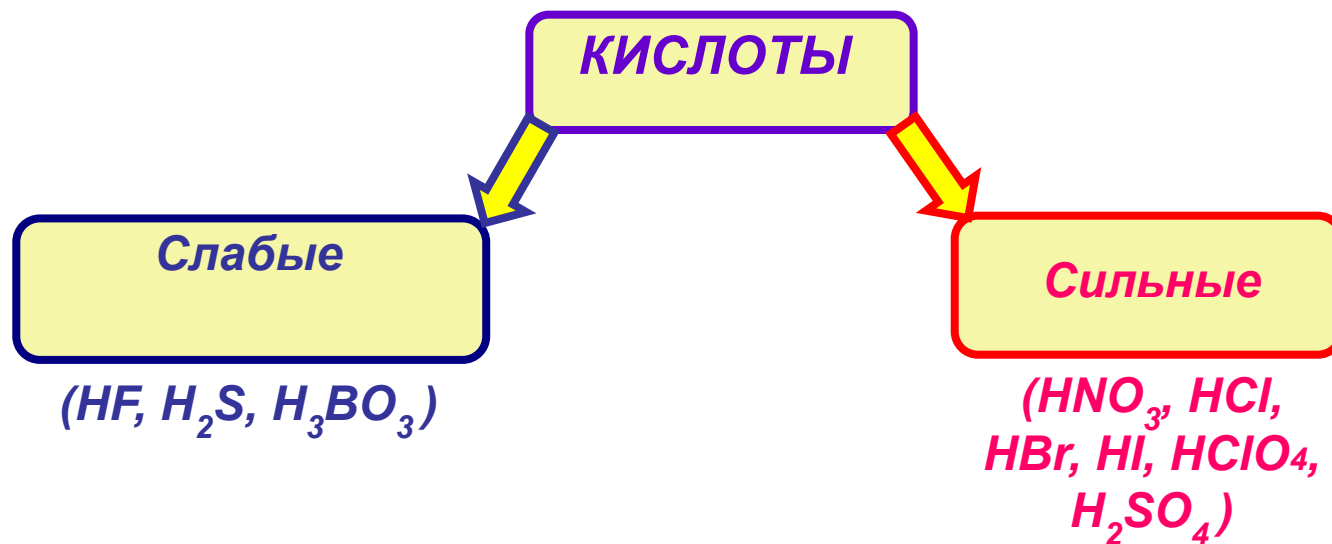 КИСЛОТЫ
Слабые
Сильные
(HF, H₂S, H₃BO₃)
(HNO₃, HCl,
HBr, HI, HClO₄,
H₂SO₄)